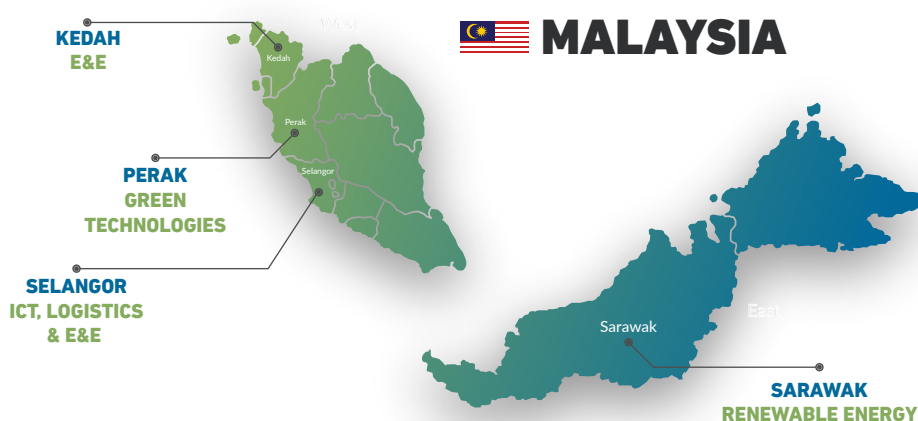 West
MALAYSIA
KEDAH
E&E
Kedah
Perak
PERAK
GREEN
TECHNOLOGIES
Selangor
SELANGOR
ICT, LOGISTICS
& E&E
East
Sarawak
SARAWAK
RENEWABLE ENERGY